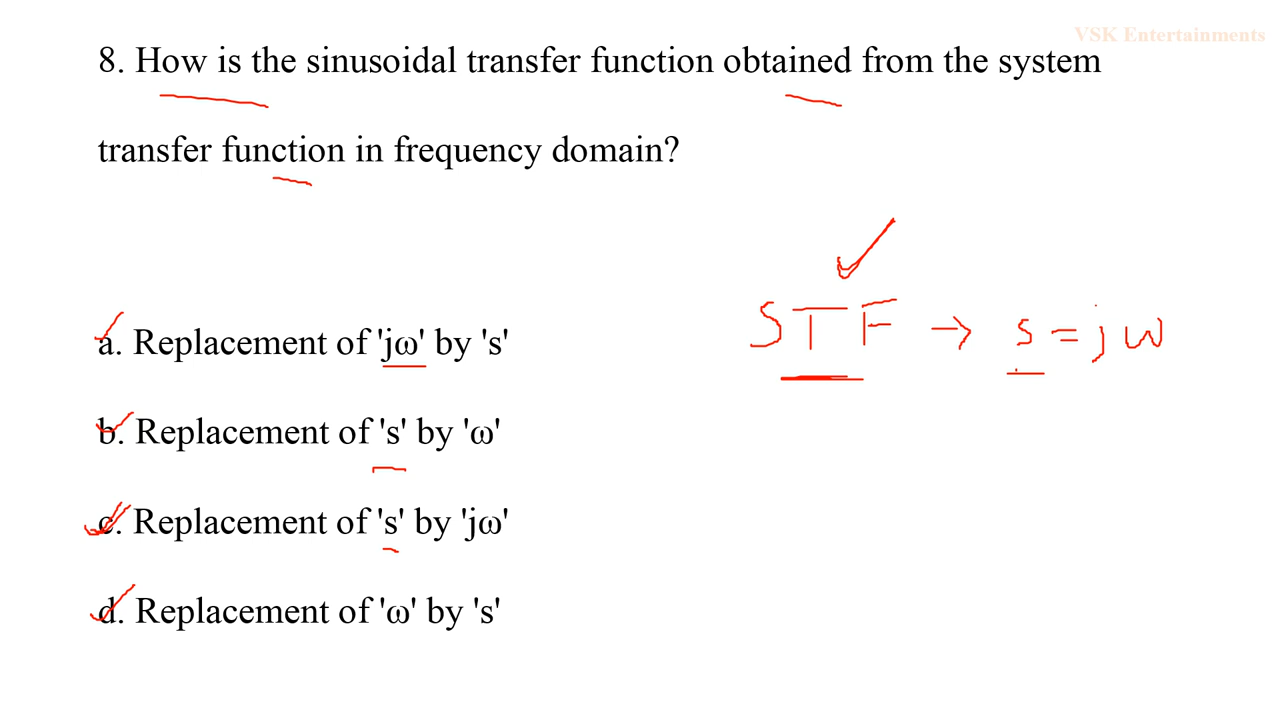 VSK Entertainments
8. How is the sinusoidal transfer function obtained from the system
transfer function in frequency domain?
STF → s = jω
a. Replacement of 'jω' by 's'
b. Replacement of 's' by 'ω'
c. Replacement of 's' by 'jω'
d. Replacement of 'ω' by 's'